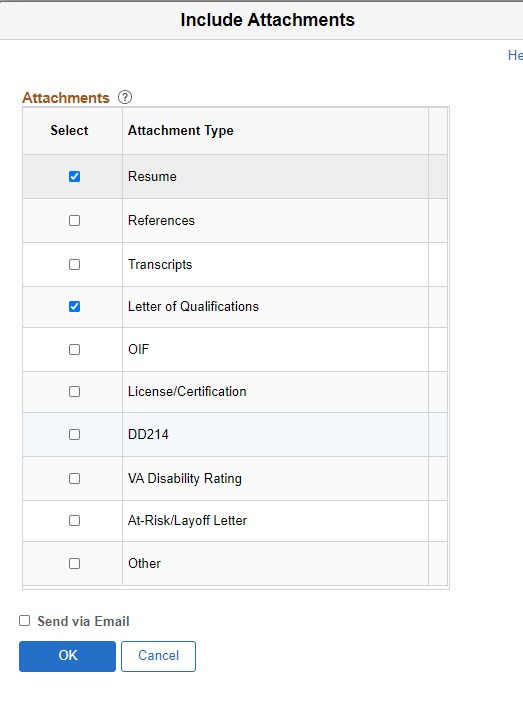 Include Attachments
He
Attachments ?
Select Attachment Type
Resume
References
Transcripts
Letter of Qualifications
OIF
License/Certification
DD214
VA Disability Rating
At-Risk/Layoff Letter
Other
Send via Email
OK Cancel